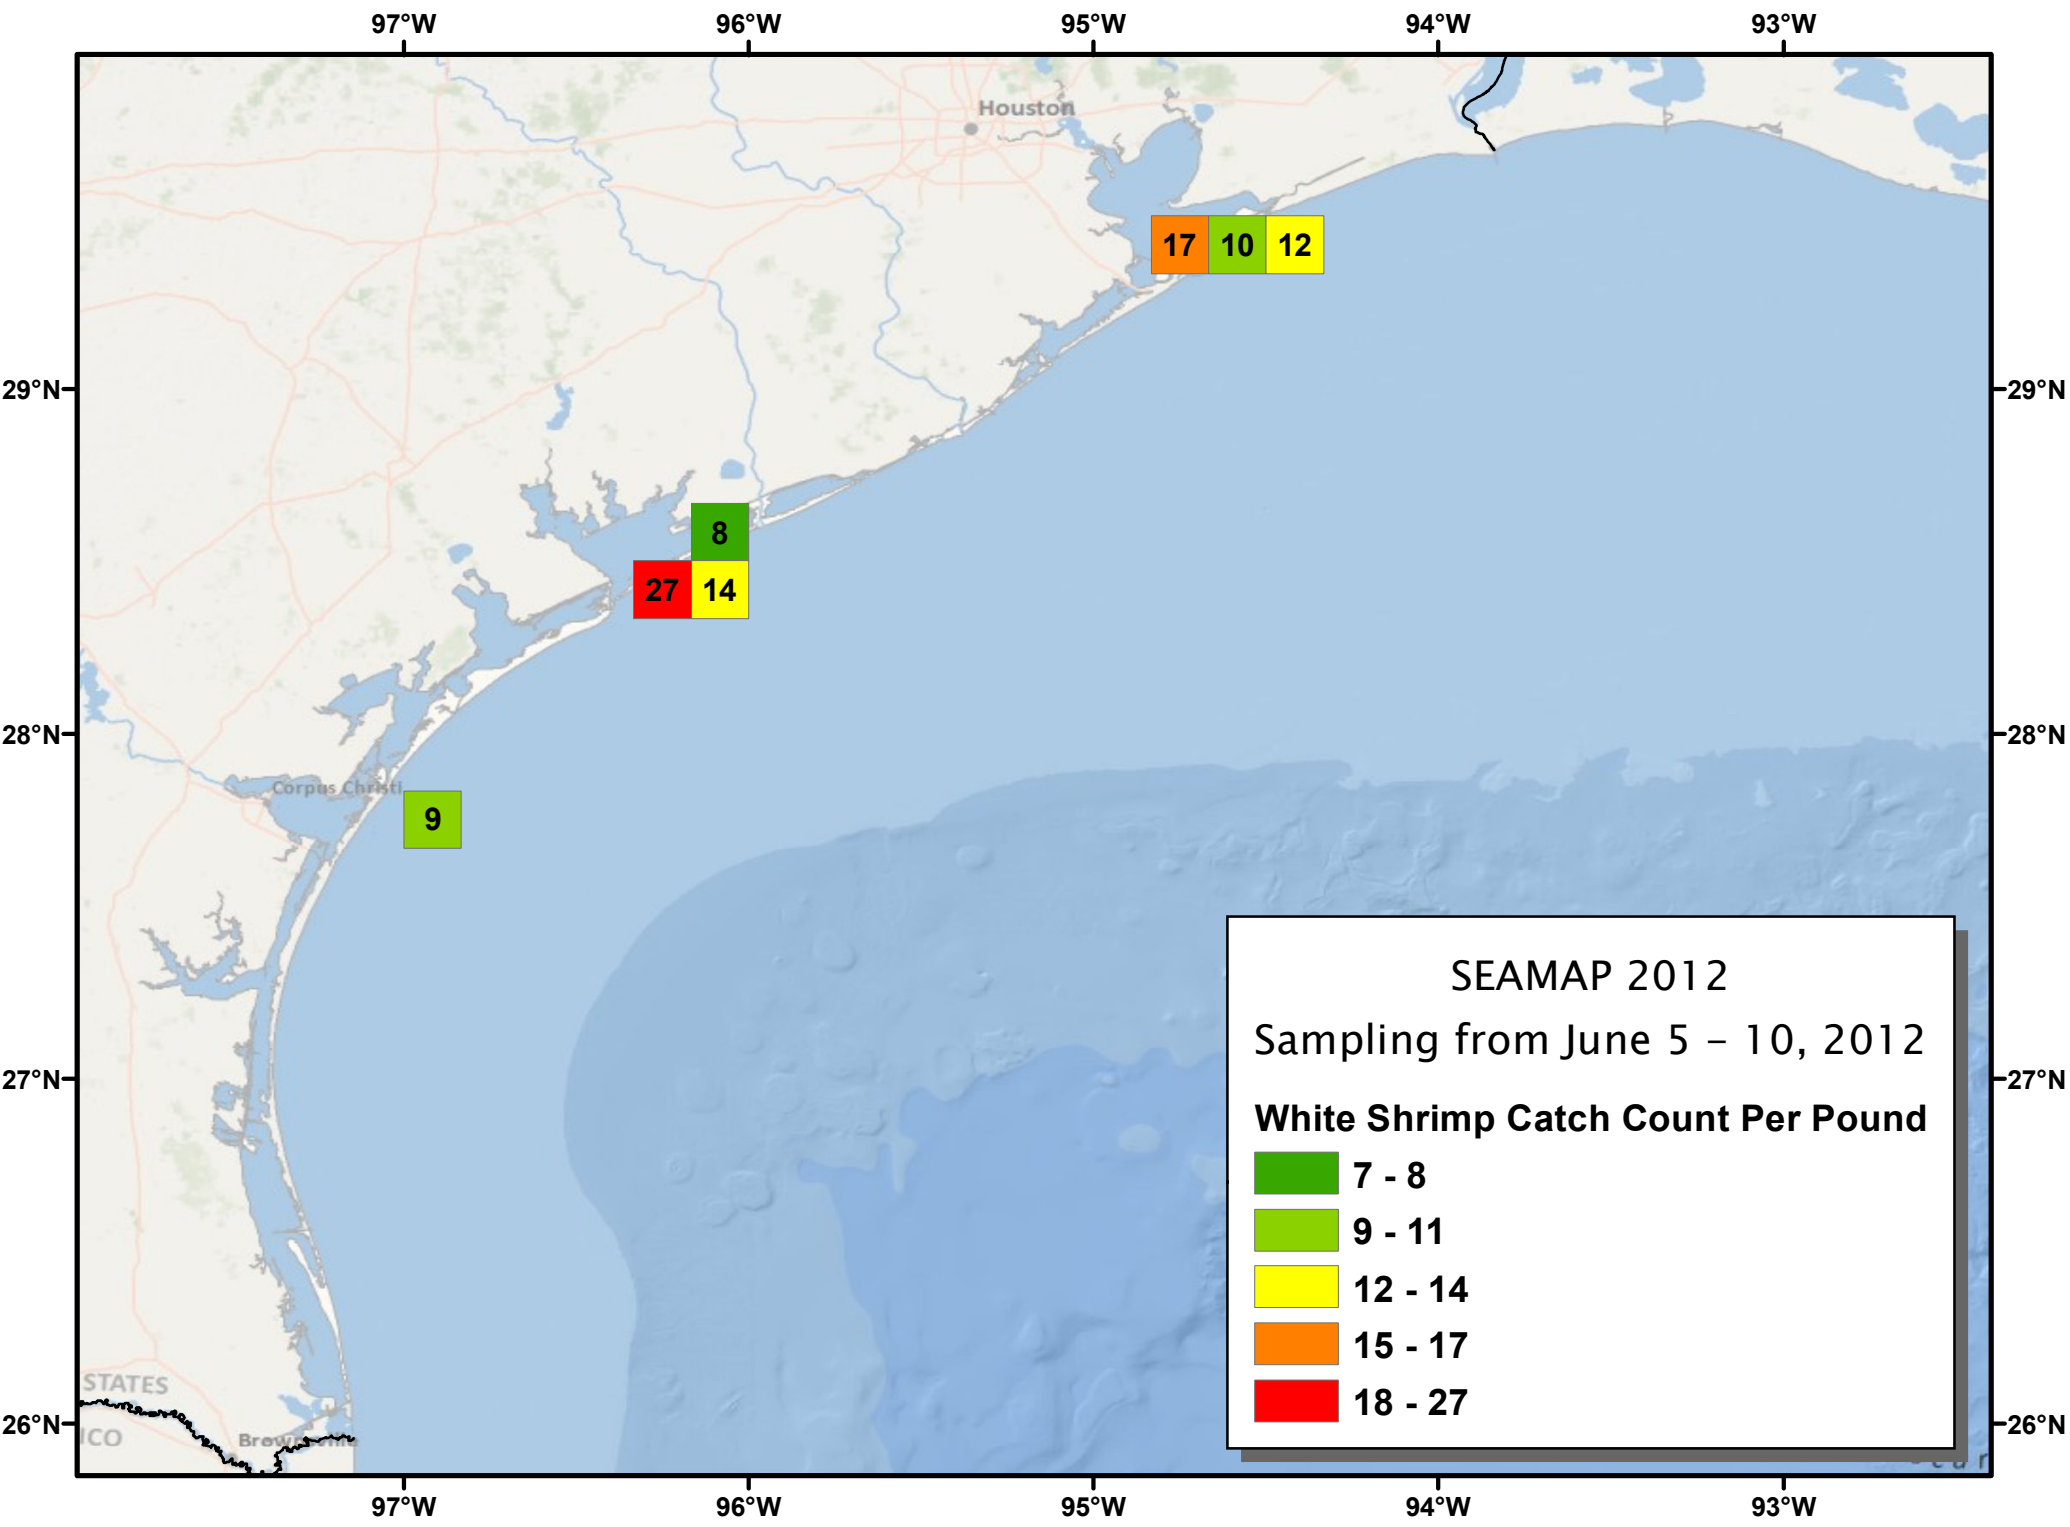 97°W 96°W 95°W 94°W 93°W
Houston
17 10 12
29°N 29°N
8
27 14
28°N 28°N
Corpus Christi
9
SEAMAP 2012
Sampling from June 5 – 10, 2012
27°N 27°N
White Shrimp Catch Count Per Pound
7 - 8
9 - 11
12 - 14
15 - 17
18 - 27
STATES
26°N 26°N
ICO
Brownsville
97°W 96°W 95°W 94°W 93°W